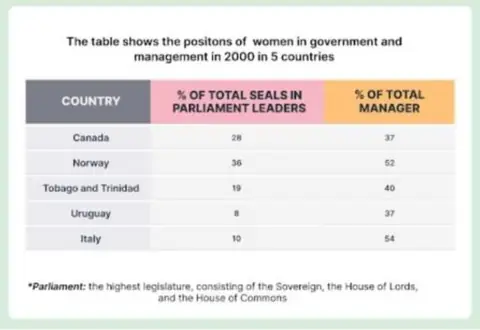 The table shows the positons of women in government and
management in 2000 in 5 countries
COUNTRY
% OF TOTAL SEALS IN
PARLIAMENT LEADERS
% OF TOTAL
MANAGER
Canada 28 37
Norway 36 52
Tobago and Trinidad 19 40
Uruguay 8 37
Italy 10 54
*Parliament: the highest legislature, consisting of the Sovereign, the House of Lords,
and the House of Commons